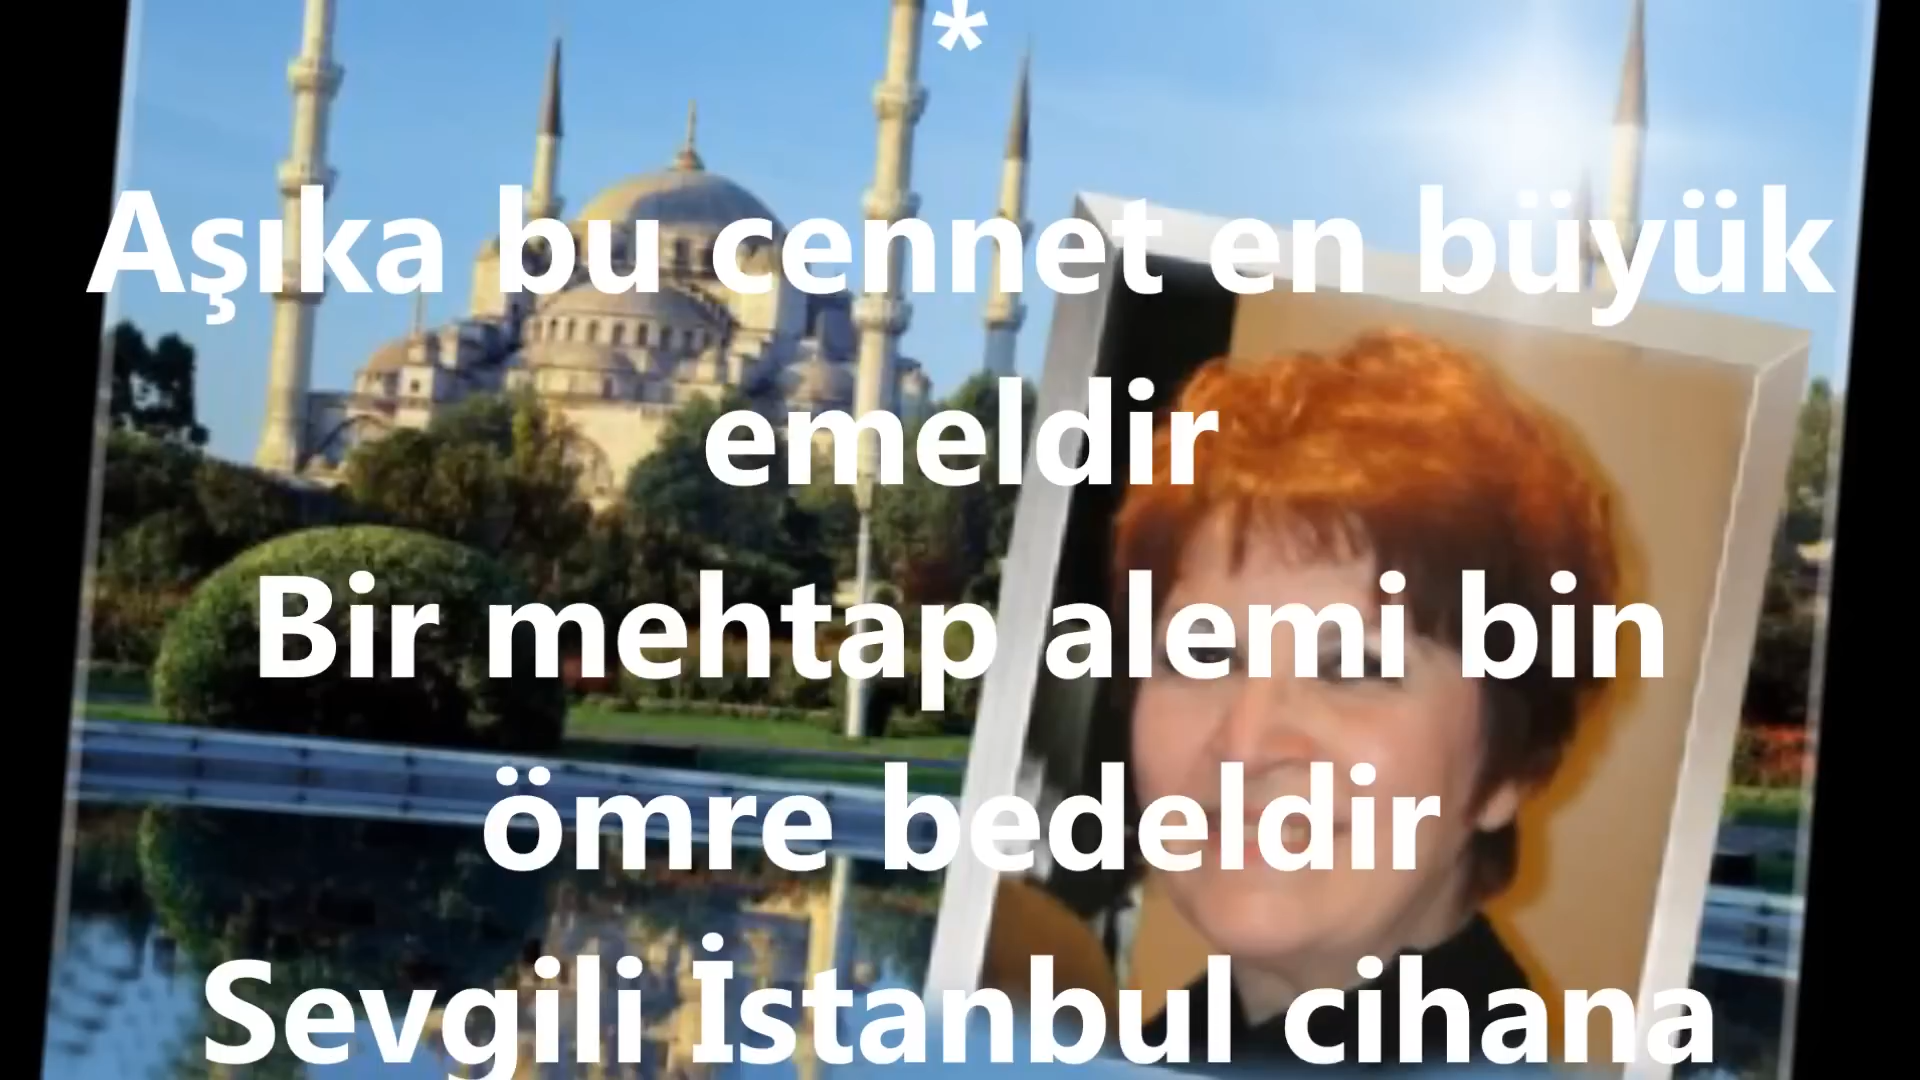 *
Aşıka bu cennet en büyük
emeldir
Bir mehtap alemi bin
ömre bedeldir
Sevgili İstanbul cihana